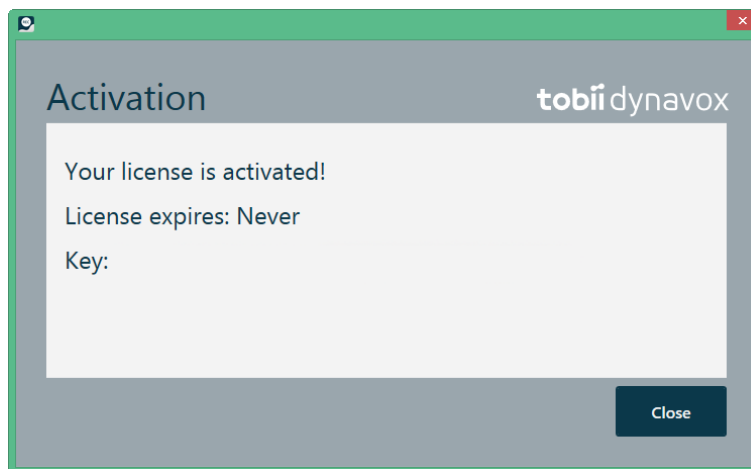 Activation
tobii dynavox
Your license is activated!
License expires: Never
Key:
Close